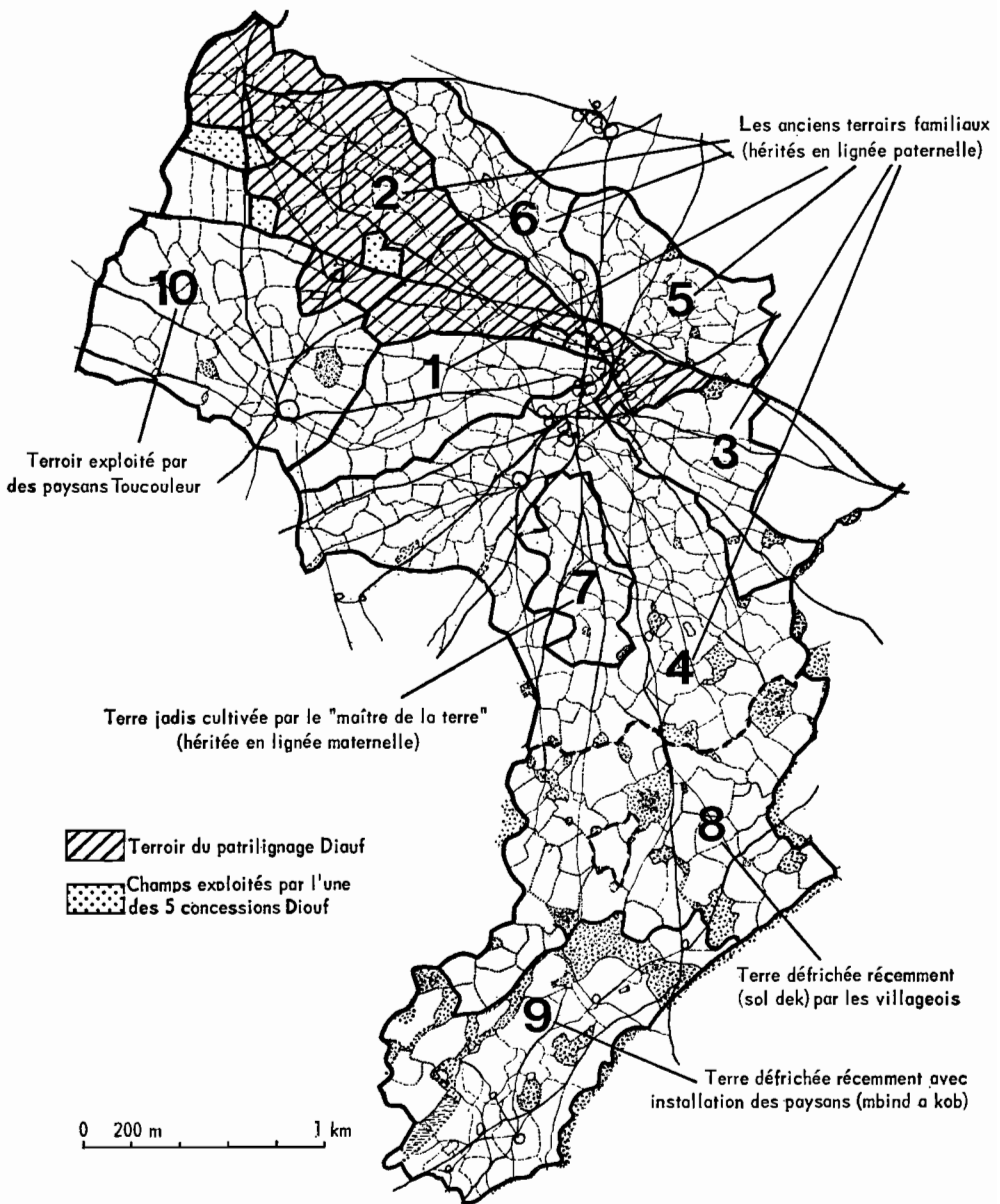 Les anciens terroirs familiaux
(hérités en lignée paternelle)
2
6
10
5
1
3
Terroir exploité par
des paysans Toucouleur
7
4
Terre jadis cultivée par le "maître de la terre"
(héritée en lignée maternelle)
8
Terroir du patrilignage Diauf
Champs exploités par l'une
des 5 concessions Diouf
Terre défrichée récemment
(sol dek) par les villageois
9
Terre défrichée récemment avec
installation des paysans (mbind a kob)
0 200 m 1 km